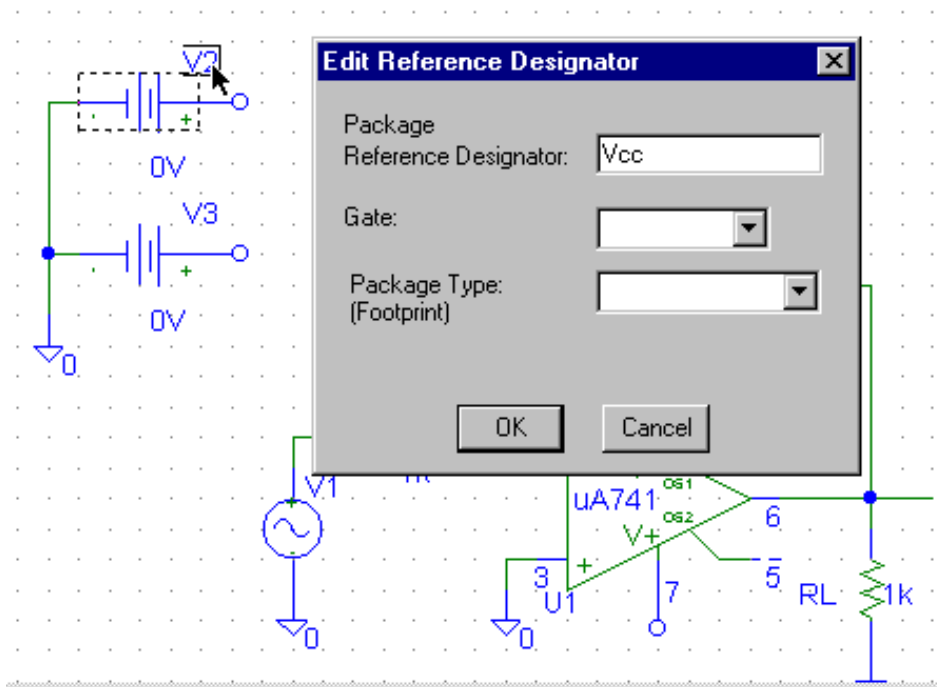 V2
Edit Reference Designator
Package
Reference Designator: Vcc
0V
V3
Gate:
Package Type:
(Footprint)
0V
0
OK
Cancel
V1
uA741
OS1
OS2
6
V+
+
3
7
5
RL
1k
U1
0
0